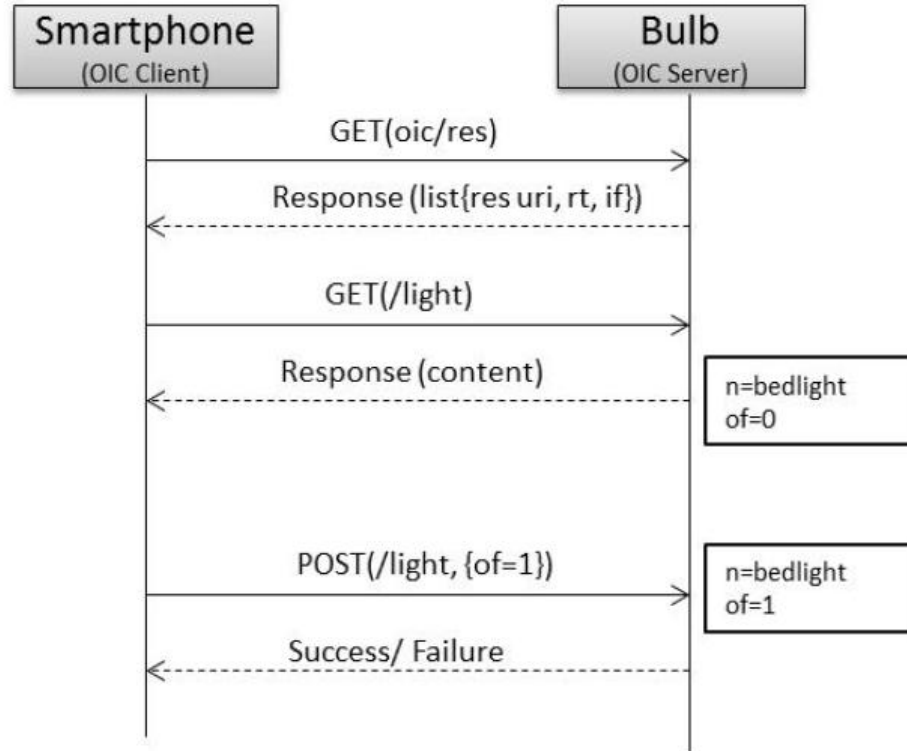 Smartphone
(OIC Client)
Bulb
(OIC Server)
GET(oic/res)
Response (list{res uri, rt, if})
GET(/light)
Response (content)
n=bedlight
of=0
POST(/light, {of=1})
n=bedlight
of=1
Success/ Failure